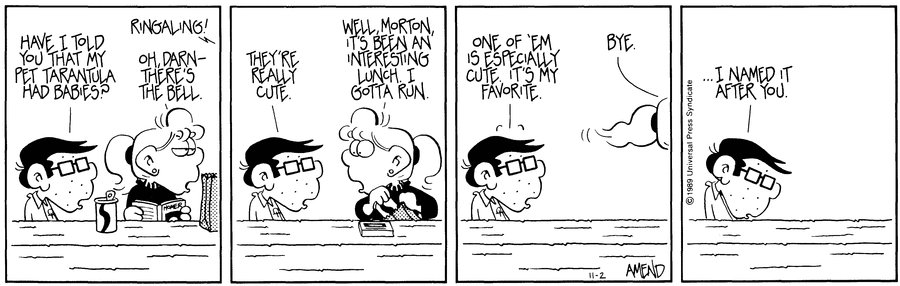 HAVE I TOLD
YOU THAT MY
PET TARANTULA
HAD BABIES?
RINGALING!
OH, DARN–
THERE'S
THE BELL.
HOMER
THEY'RE
REALLY
CUTE.
WELL, MORTON,
IT'S BEEN AN
INTERESTING
LUNCH. I
GOTTA RUN.
ONE OF 'EM
IS ESPECIALLY
CUTE. IT'S MY
FAVORITE.
BYE.
11-2 AMEND
© 1989 Universal Press Syndicate
...I NAMED IT
AFTER YOU.